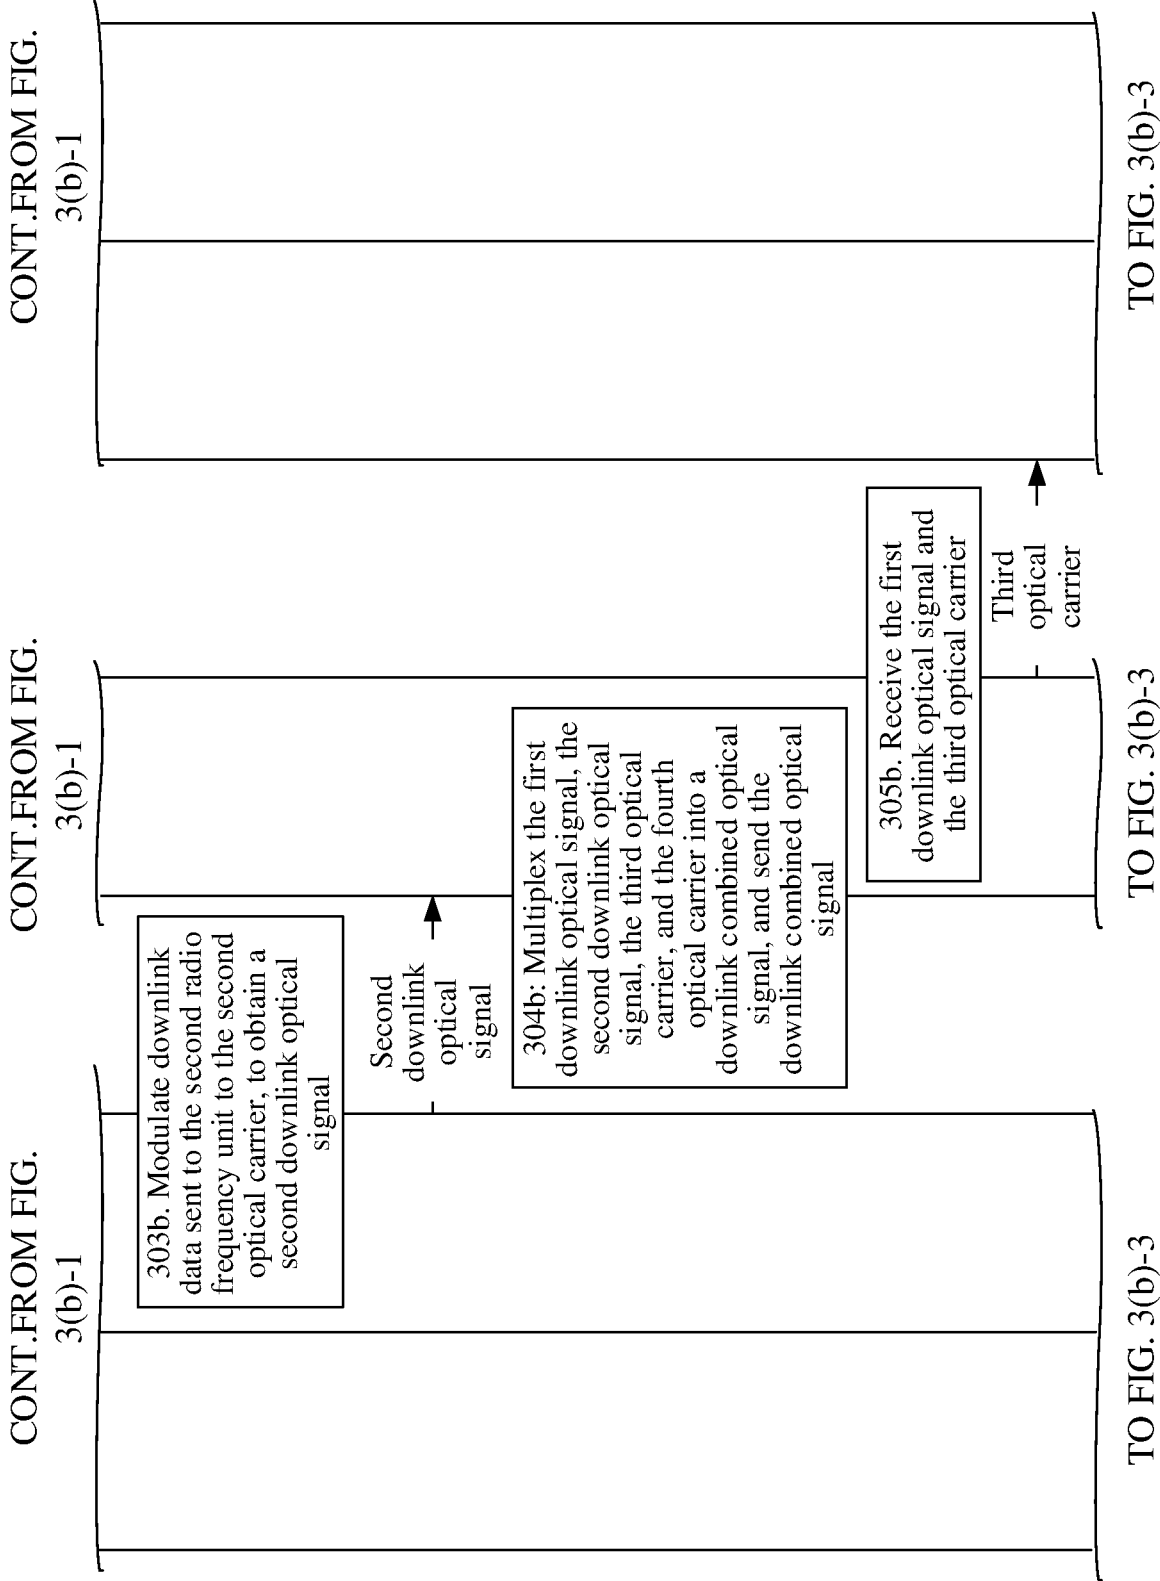 CONT.FROM FIG.
3(b)-1
CONT.FROM FIG.
3(b)-1
CONT.FROM FIG.
3(b)-1
303b. Modulate downlink
data sent to the second radio
frequency unit to the second
optical carrier, to obtain a
second downlink optical
signal
Second
downlink
optical
signal
304b: Multiplex the first
downlink optical signal, the
second downlink optical
signal, the third optical
carrier, and the fourth
optical carrier into a
downlink combined optical
signal, and send the
downlink combined optical
signal
305b. Receive the first
downlink optical signal and
the third optical carrier
Third
optical
carrier
TO FIG. 3(b)-3
TO FIG. 3(b)-3
TO FIG. 3(b)-3